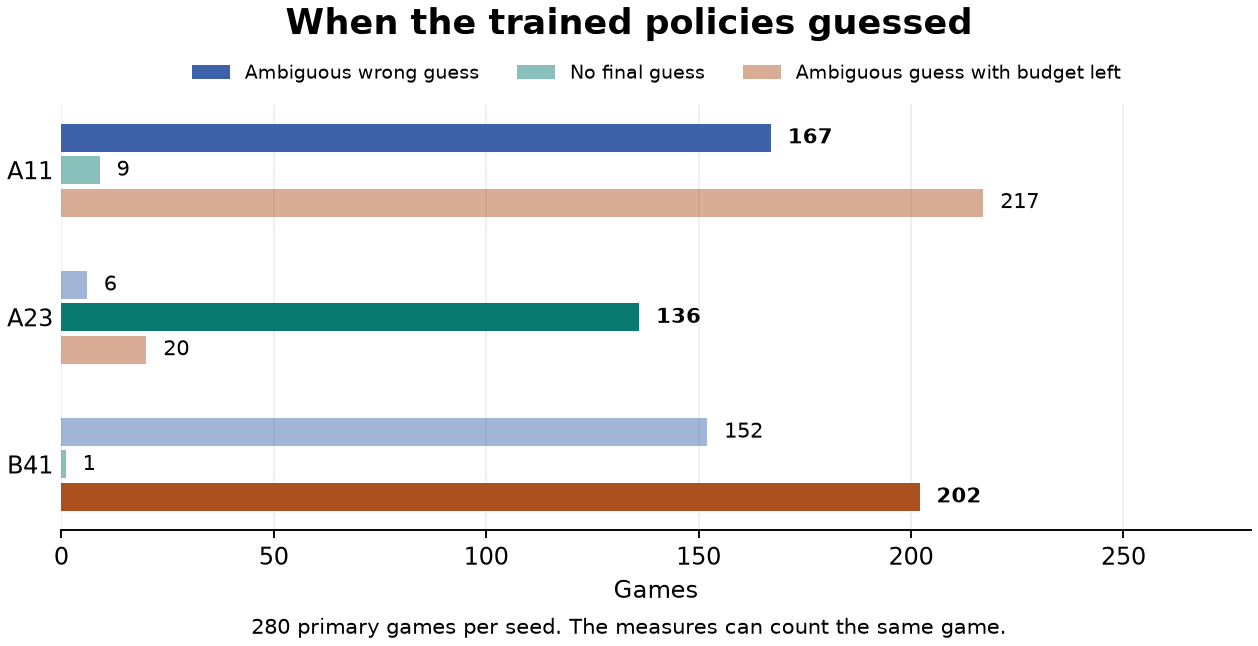 When the trained policies guessed
Ambiguous wrong guess No final guess Ambiguous guess with budget left
167
A11 9
217
6
A23 136
20
152
B41 1
202
0 50 100 150 200 250
Games
280 primary games per seed. The measures can count the same game.